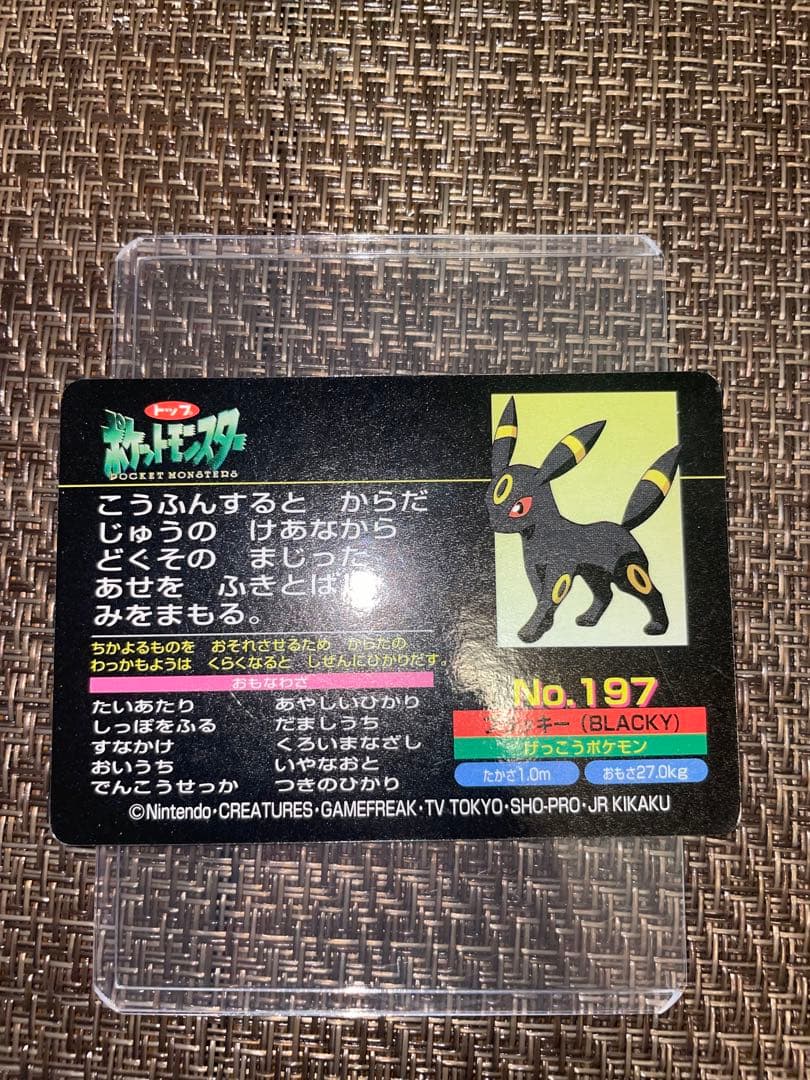 トップ
ポケットモンスター
POCKET MONSTERS
こうふんすると からだ
じゅうの けあなから
どくその まじった
あせを ふきとば
みをまもる。
ちかよるものを おそれさせるため からだの
わっかもようは くらくなると しぜんにひかりだす。
おもなわざ
たいあたり
しっぽをふる
すなかけ
おいうち
でんこうせっか
あやしいひかり
だましうち
くろいまなざし
いやなおと
つきのひかり
No.197
ブラッキー (BLACKY)
げっこうポケモン
たかさ1.0m おもさ27.0kg
©Nintendo・CREATURES・GAMEFREAK・TV TOKYO・SHO-PRO・JR KIKAKU